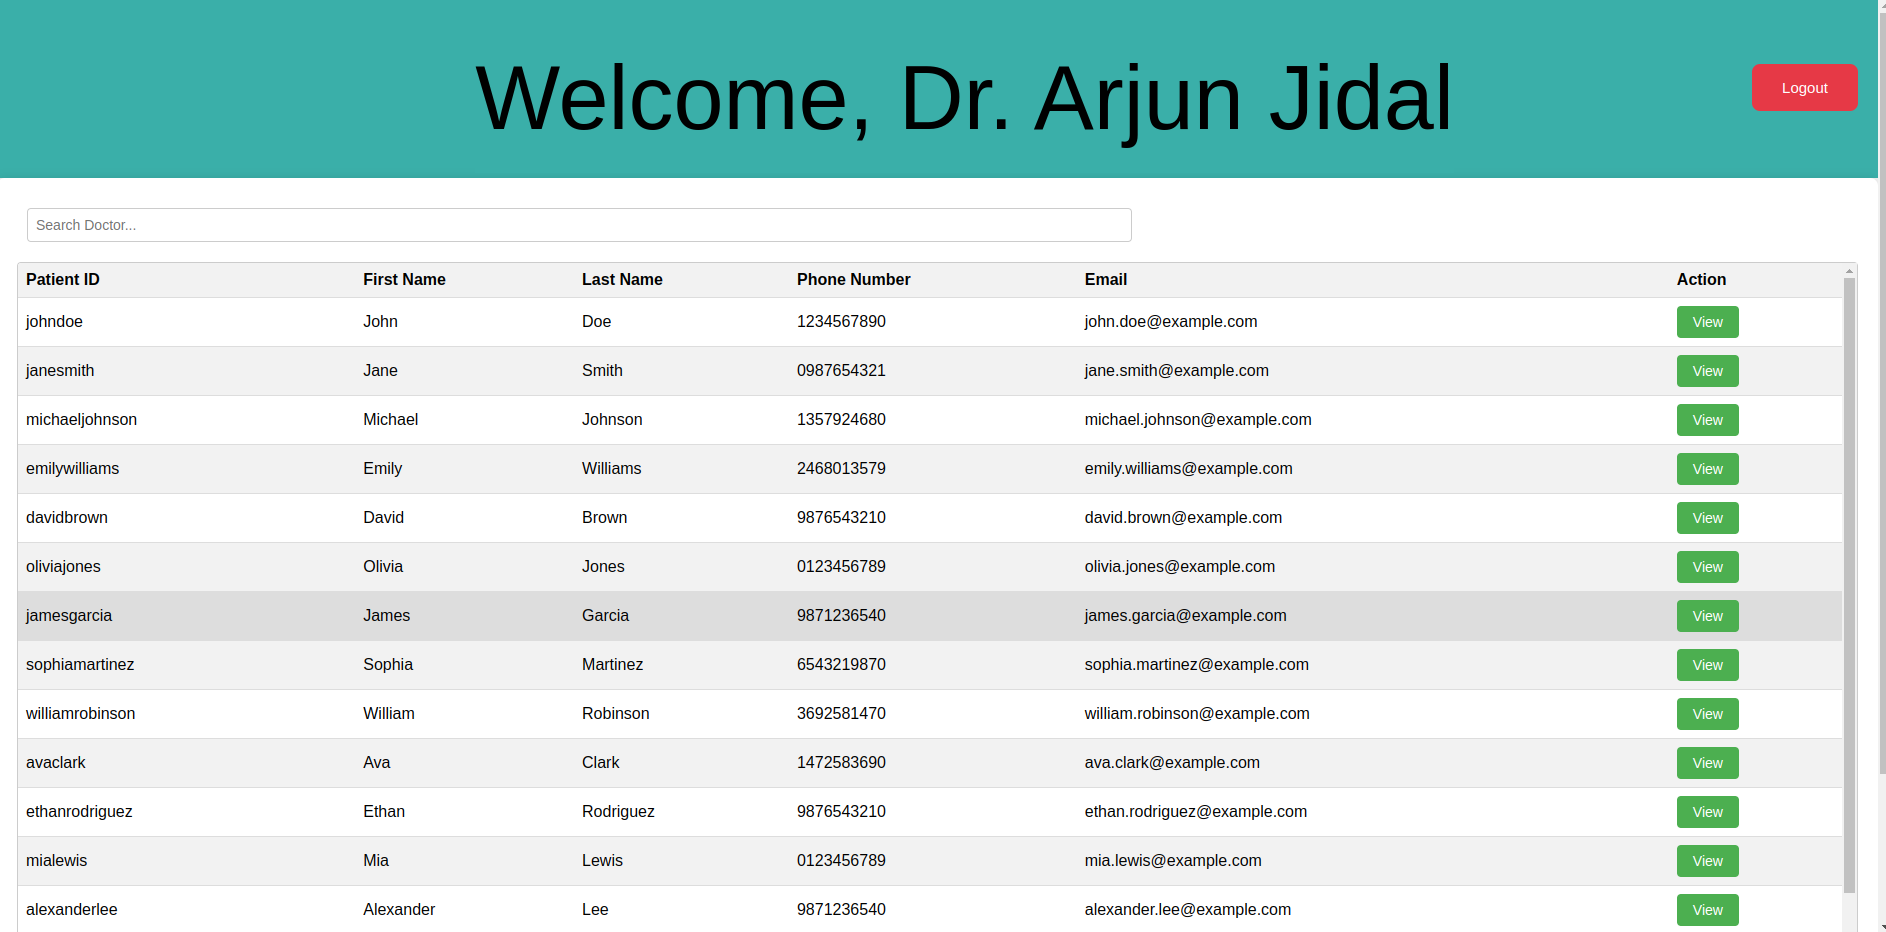 Welcome, Dr. Arjun Jidal
Logout
Search Doctor...
Patient ID First Name Last Name Phone Number Email Action
johndoe John Doe 1234567890 john.doe@example.com View
janesmith Jane Smith 0987654321 jane.smith@example.com View
michaeljohnson Michael Johnson 1357924680 michael.johnson@example.com View
emilywilliams Emily Williams 2468013579 emily.williams@example.com View
davidbrown David Brown 9876543210 david.brown@example.com View
oliviajones Olivia Jones 0123456789 olivia.jones@example.com View
jamesgarcia James Garcia 9871236540 james.garcia@example.com View
sophiamartinez Sophia Martinez 6543219870 sophia.martinez@example.com View
williamrobinson William Robinson 3692581470 william.robinson@example.com View
avaclark Ava Clark 1472583690 ava.clark@example.com View
ethanrodriguez Ethan Rodriguez 9876543210 ethan.rodriguez@example.com View
mialewis Mia Lewis 0123456789 mia.lewis@example.com View
alexanderlee Alexander Lee 9871236540 alexander.lee@example.com View